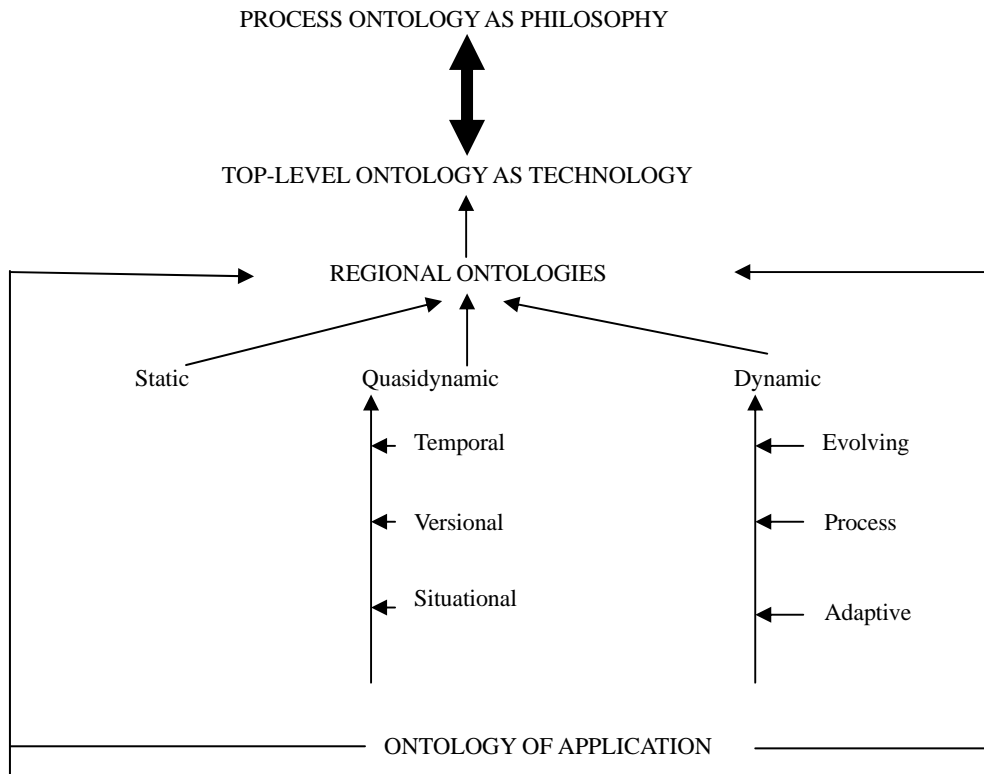 PROCESS ONTOLOGY AS PHILOSOPHY
TOP-LEVEL ONTOLOGY AS TECHNOLOGY
REGIONAL ONTOLOGIES
Static
Quasidynamic
Dynamic
Temporal
Evolving
Versional
Process
Situational
Adaptive
ONTOLOGY OF APPLICATION